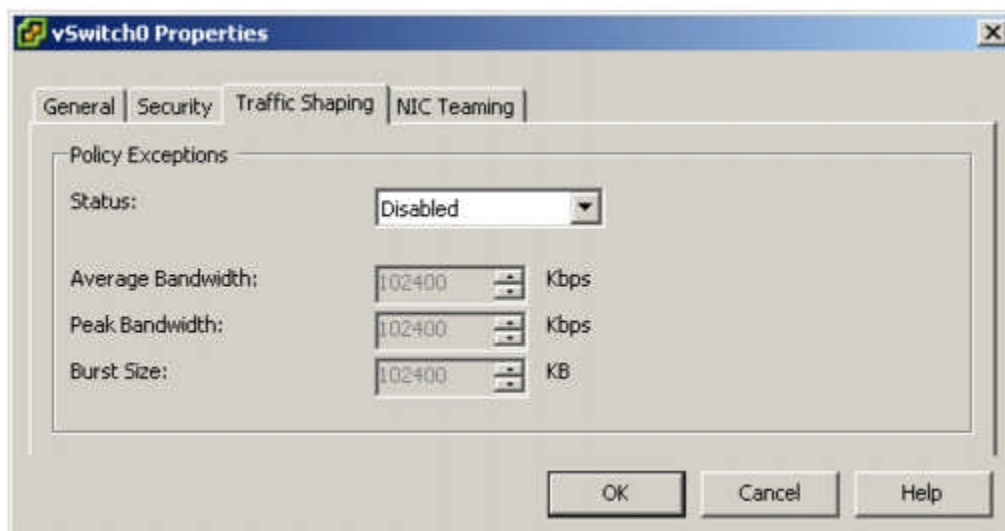 vSwitch0 Properties
General Security Traffic Shaping NIC Teaming
Policy Exceptions
Status: Disabled
Average Bandwidth: 102400 Kbps
Peak Bandwidth: 102400 Kbps
Burst Size: 102400 KB
OK Cancel Help